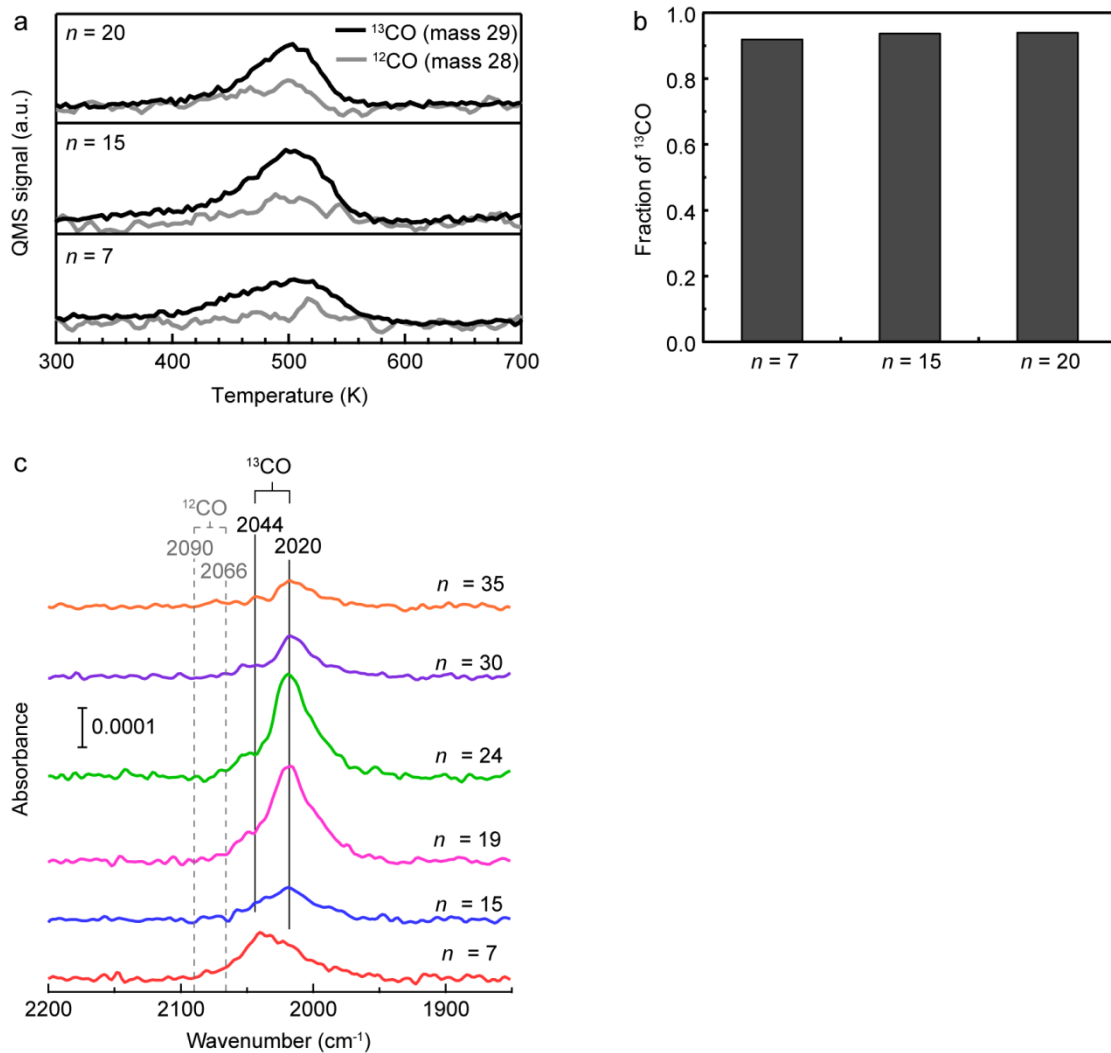 a
n = 20
¹³CO (mass 29)
¹²CO (mass 28)
n = 15
n = 7
QMS signal (a.u.)
300 400 500 600 700
Temperature (K)
b
1.0
0.8
0.6
0.4
0.2
0.0
Fraction of ¹³CO
n = 7 n = 15 n = 20
c
¹³CO
¹²CO
2044
2090
2020
2066
n = 35
n = 30
0.0001
n = 24
n = 19
n = 15
n = 7
Absorbance
2200 2100 2000 1900
Wavenumber (cm⁻¹)